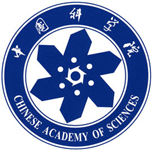 中国科学院
CHINESE ACADEMY OF SCIENCES